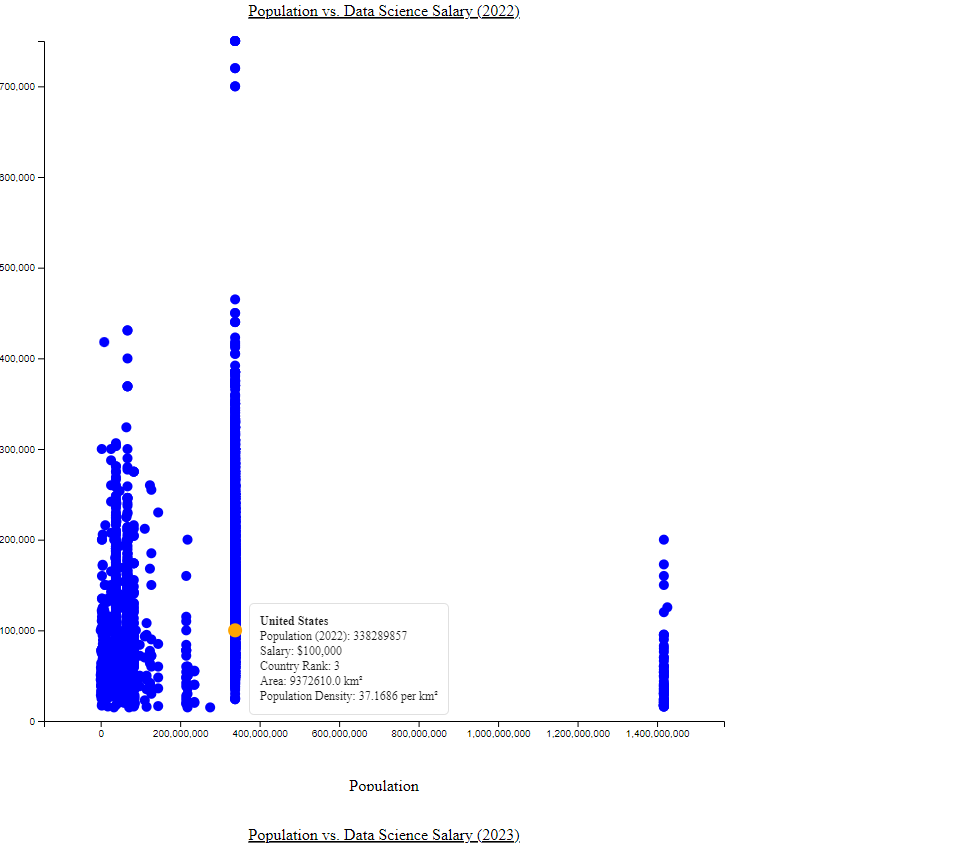 Population vs. Data Science Salary (2022)
700,000
600,000
500,000
400,000
300,000
200,000
100,000
0
United States
Population (2022): 338289857
Salary: $100,000
Country Rank: 3
Area: 9372610.0 km²
Population Density: 37.1686 per km²
0 200,000,000 400,000,000 600,000,000 800,000,000 1,000,000,000 1,200,000,000 1,400,000,000
Population
Population vs. Data Science Salary (2023)